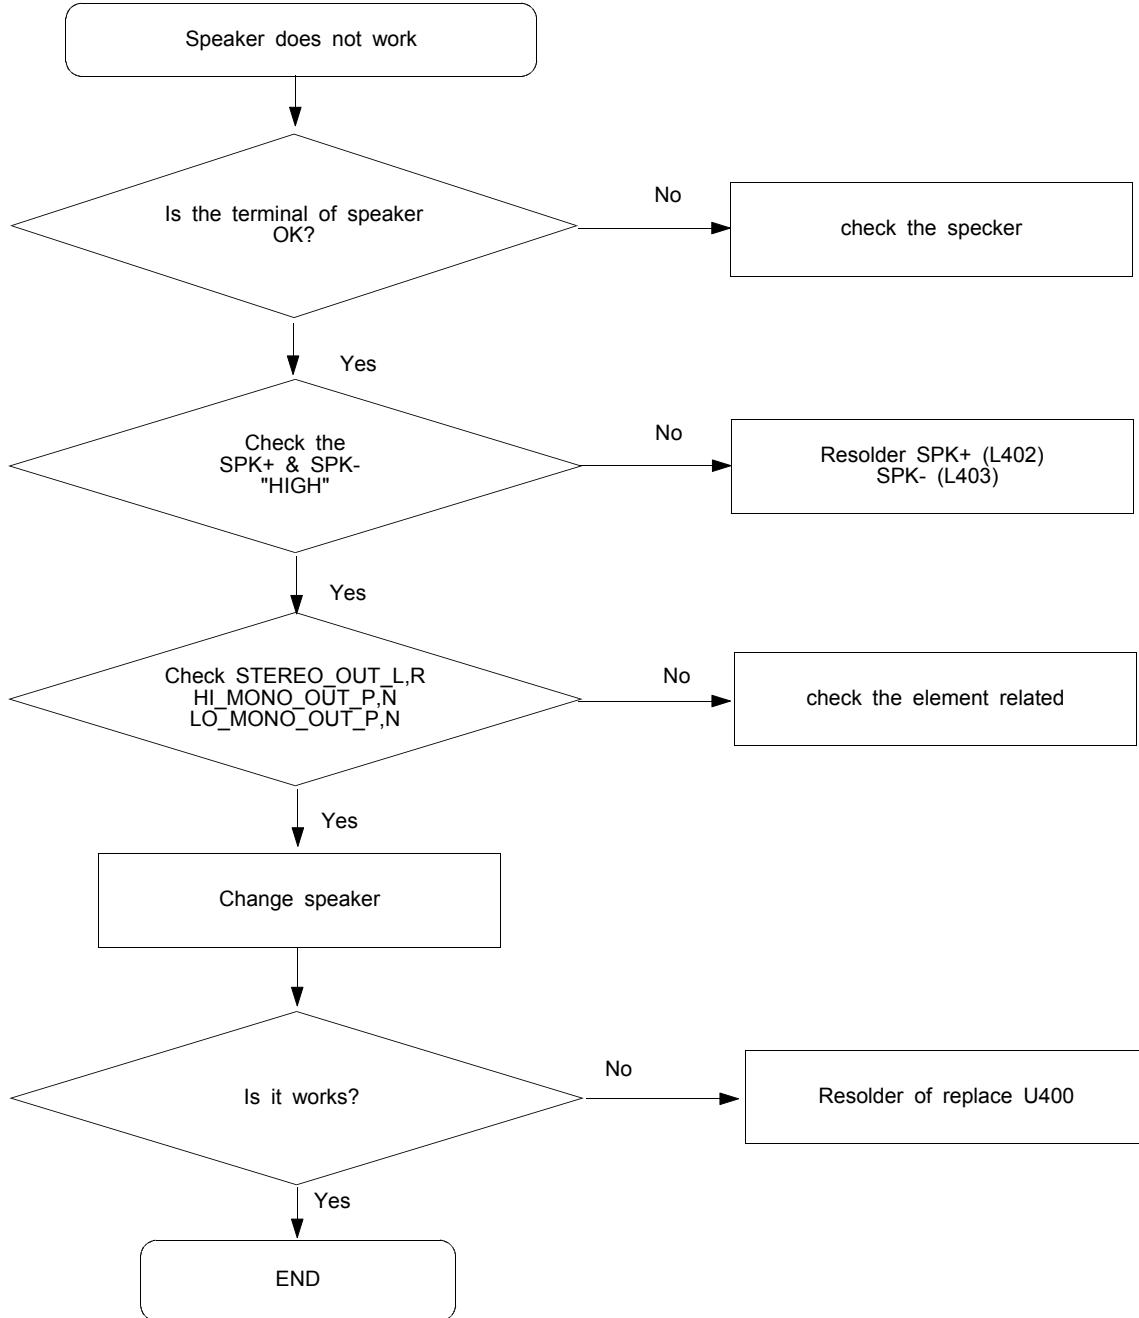 Speaker does not work
Is the terminal of speaker
OK?
No
check the specker
Yes
Check the
SPK+ & SPK-
"HIGH"
No
Resolder SPK+ (L402)
SPK- (L403)
Yes
Check STEREO_OUT_L,R
HI_MONO_OUT_P,N
LO_MONO_OUT_P,N
No
check the element related
Yes
Change speaker
Is it works?
No
Resolder of replace U400
Yes
END